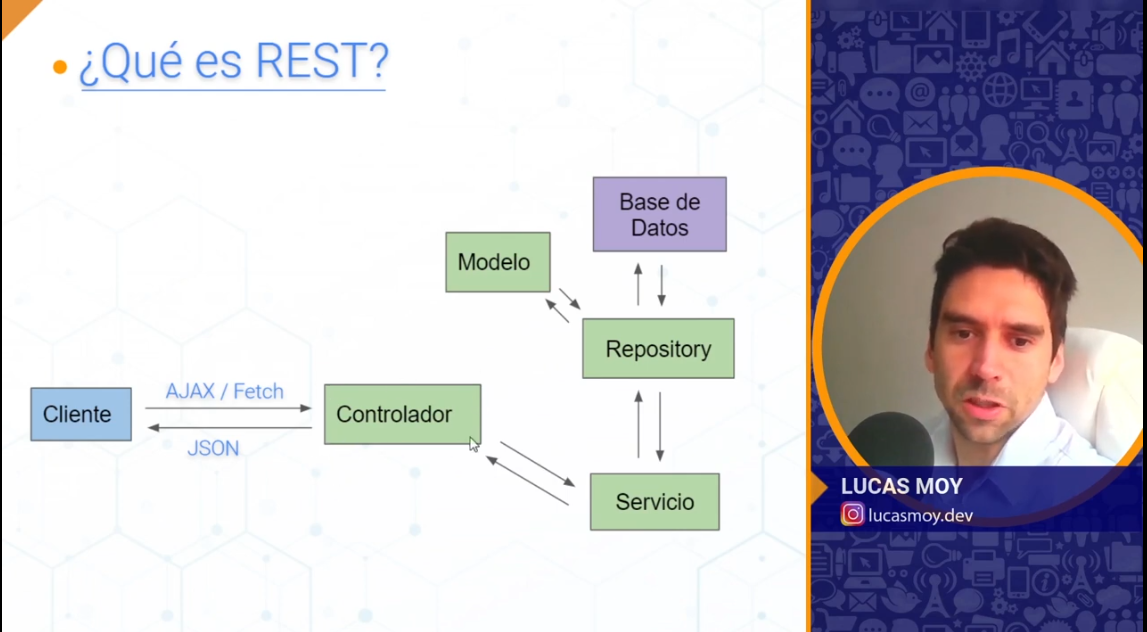 ¿Qué es REST?
Base de
Datos
Modelo
Repository
AJAX / Fetch
Cliente
Controlador
JSON
Servicio
LUCAS MOY
lucasmoy.dev